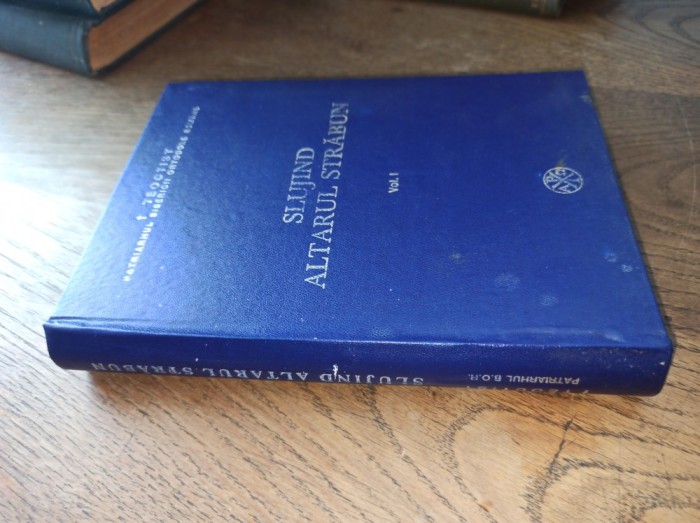 † TEOCTIST
PATRIARHUL BISERICII ORTODOXE ROMÂNE
SLUJIND
ALTARUL STRĂBUN
Vol. I
PATRIARHUL B.O.R.
SLUJIND ALTARUL STRĂBUN